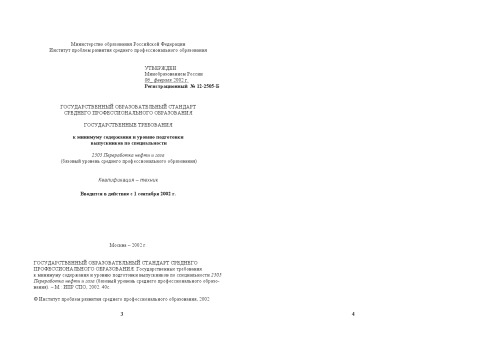 Министерство образования Российской Федерации
Институт проблем развития среднего профессионального образования
УТВЕРЖДЕН
Минобразованием России
06_ февраля 2002 г.
Регистрационный № 12-2505-Б
ГОСУДАРСТВЕННЫЙ ОБРАЗОВАТЕЛЬНЫЙ СТАНДАРТ
СРЕДНЕГО ПРОФЕССИОНАЛЬНОГО ОБРАЗОВАНИЯ
ГОСУДАРСТВЕННЫЕ ТРЕБОВАНИЯ
к минимуму содержания и уровню подготовки
выпускников по специальности
2505 Переработка нефти и газа
(базовый уровень среднего профессионального образования)
Квалификация – техник
Вводится в действие с 1 сентября 2002 г.
Москва – 2002 г.
ГОСУДАРСТВЕННЫЙ ОБРАЗОВАТЕЛЬНЫЙ СТАНДАРТ СРЕДНЕГО
ПРОФЕССИОНАЛЬНОГО ОБРАЗОВАНИЯ. Государственные требования
к минимуму содержания и уровню подготовки выпускников по специальности 2505
Переработка нефти и газа (базовый уровень среднего профессионального образо-
вания). – М.: ИПР СПО, 2002. 40с.
© Институт проблем развития среднего профессионального образования, 2002
3
4